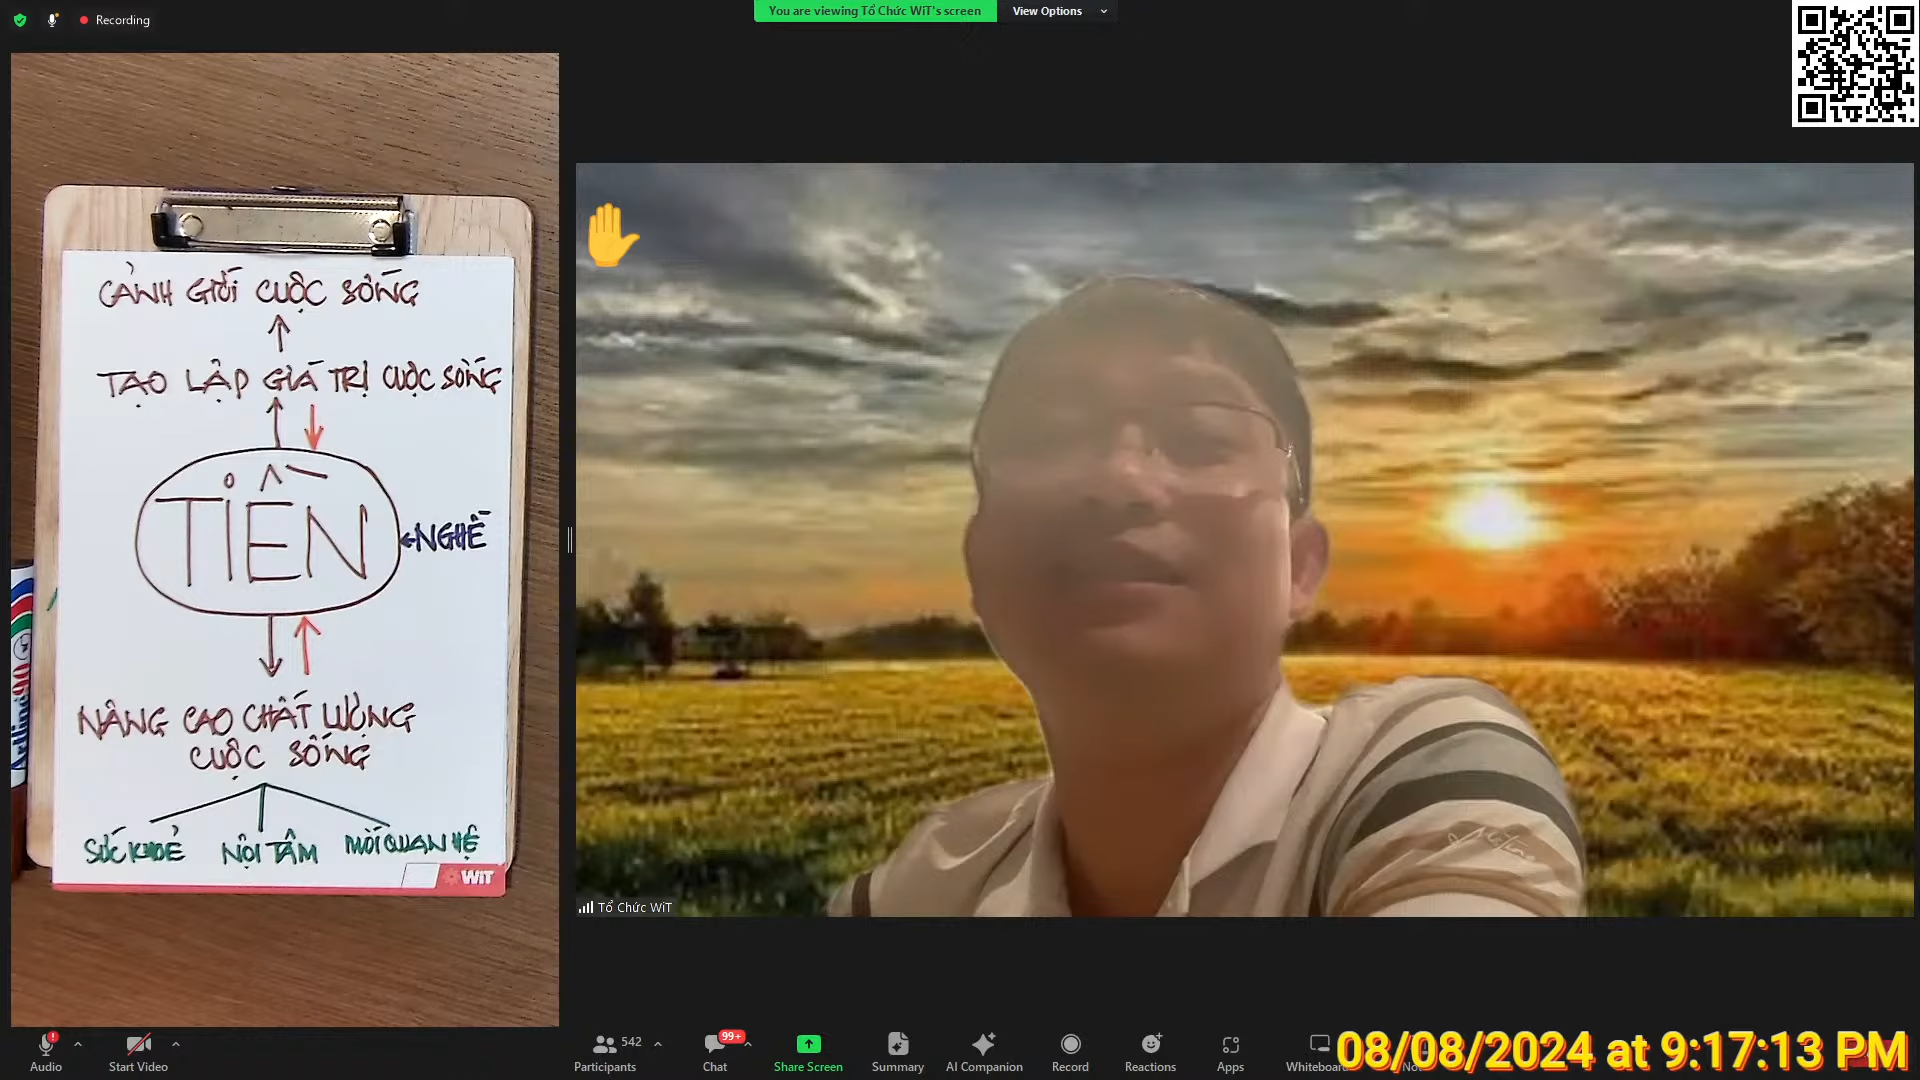 Recording
You are viewing Tổ Chức WiT's screen
View Options
CẢNH GIỚI CUỘC SỐNG
TẠO LẬP GIÁ TRỊ CUỘC SỐNG
TIỀN
NGHỀ
NÂNG CAO CHẤT LƯỢNG
CUỘC SỐNG
SỨC KHOẺ NỘI TÂM MỐI QUAN HỆ
WiT
Artline 90
Tổ Chức WiT
Audio
Start Video
542
Participants
99+
Chat
Share Screen
Summary
AI Companion
Record
Reactions
Apps
08/08/2024 at 9:17:13 PM